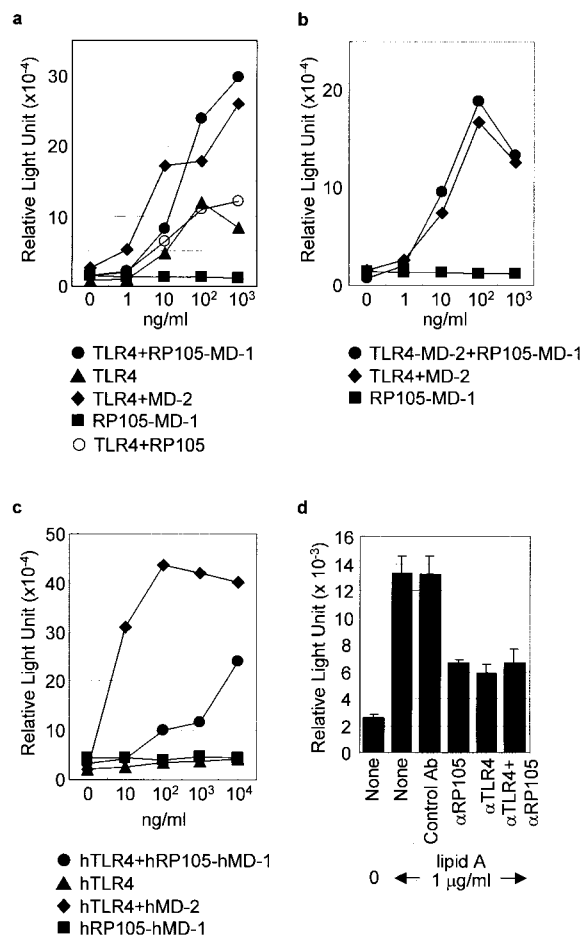 a
Relative Light Unit (x10⁻⁴)
30
20
10
0
0 1 10 10² 10³
ng/ml
● TLR4+RP105-MD-1
▲ TLR4
◆ TLR4+MD-2
■ RP105-MD-1
○ TLR4+RP105
b
Relative Light Unit (x10⁻⁴)
20
10
0
0 1 10 10² 10³
ng/ml
● TLR4-MD-2+RP105-MD-1
◆ TLR4+MD-2
■ RP105-MD-1
c
Relative Light Unit (x10⁻⁴)
50
40
30
20
10
0
0 10 10² 10³ 10⁴
ng/ml
● hTLR4+hRP105-hMD-1
▲ hTLR4
◆ hTLR4+hMD-2
■ hRP105-hMD-1
d
Relative Light Unit (x 10⁻³)
16
14
12
10
8
6
4
2
0
None
None
Control Ab
αRP105
αTLR4
αTLR4+
αRP105
lipid A
0 ← 1 μg/ml →